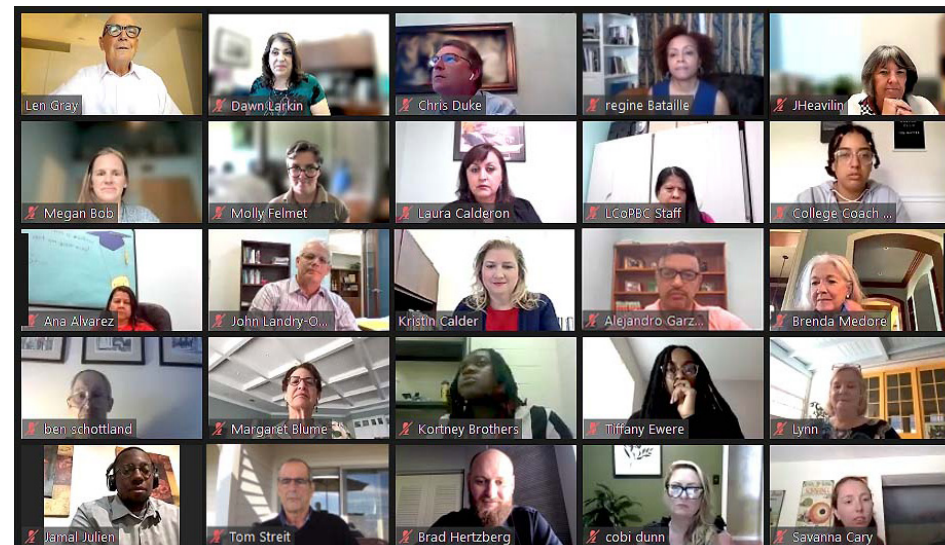 Len Gray
Dawn Larkin
Chris Duke
regine Bataille
JHeavilin
Megan Bob
Molly Felmet
Laura Calderon
LCoPBC Staff
College Coach ...
Ana Alvarez
John Landry-O...
Kristin Calder
Alejandro Garz...
Brenda Medore
ben schottland
Margaret Blume
Kortney Brothers
Tiffany Ewere
Lynn
Jamal Julien
Tom Streit
Brad Hertzberg
cobi dunn
Savanna Cary